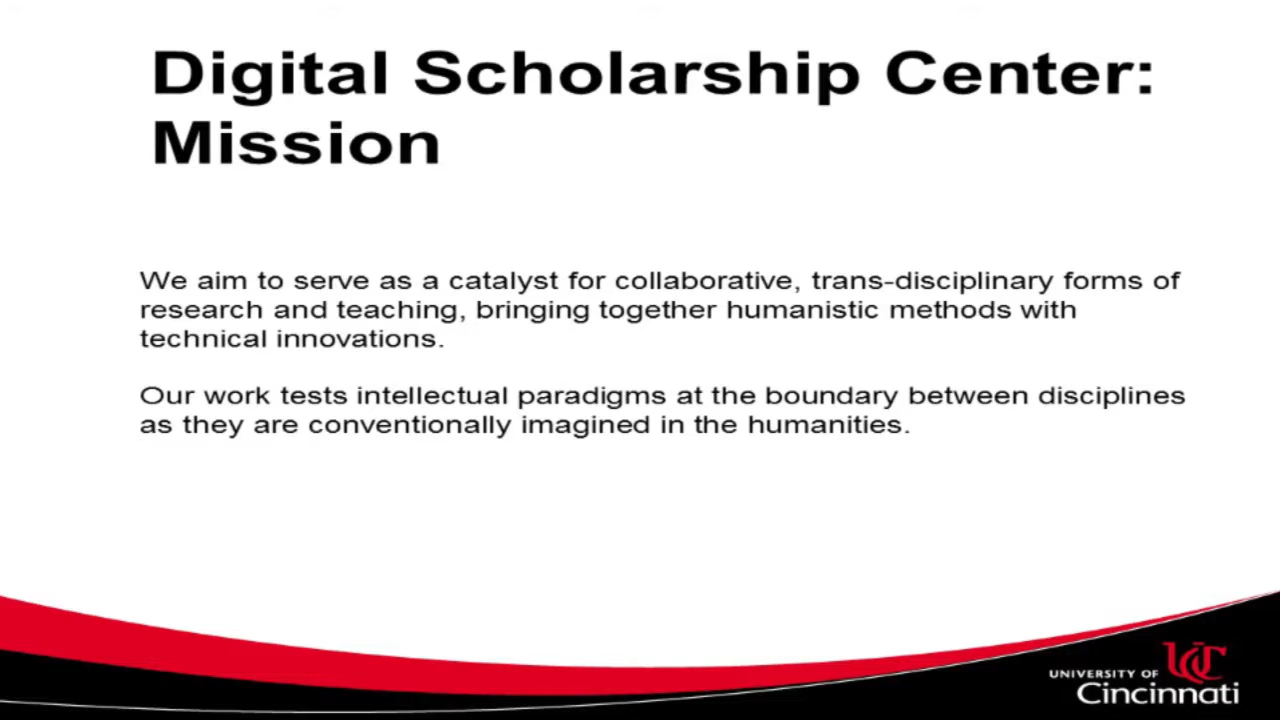 Digital Scholarship Center:
Mission
We aim to serve as a catalyst for collaborative, trans-disciplinary forms of
research and teaching, bringing together humanistic methods with
technical innovations.
Our work tests intellectual paradigms at the boundary between disciplines
as they are conventionally imagined in the humanities.
UC
UNIVERSITY OF
Cincinnati